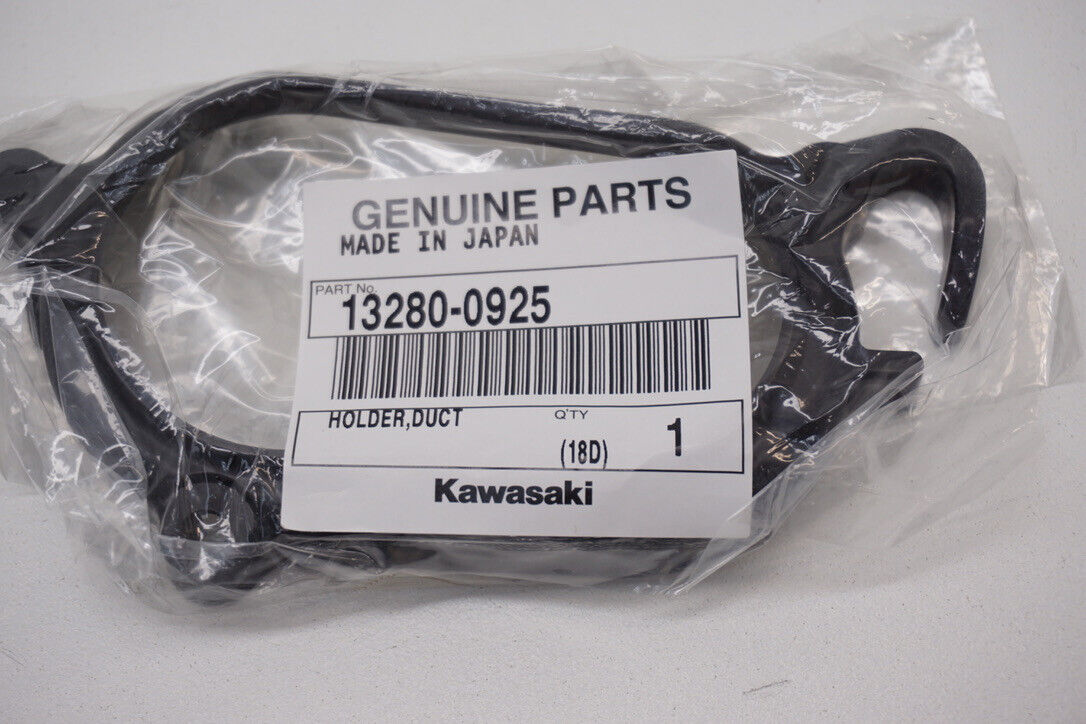 GENUINE PARTS
MADE IN JAPAN
PART No.
13280-0925
HOLDER,DUCT Q'TY
(18D) 1
Kawasaki